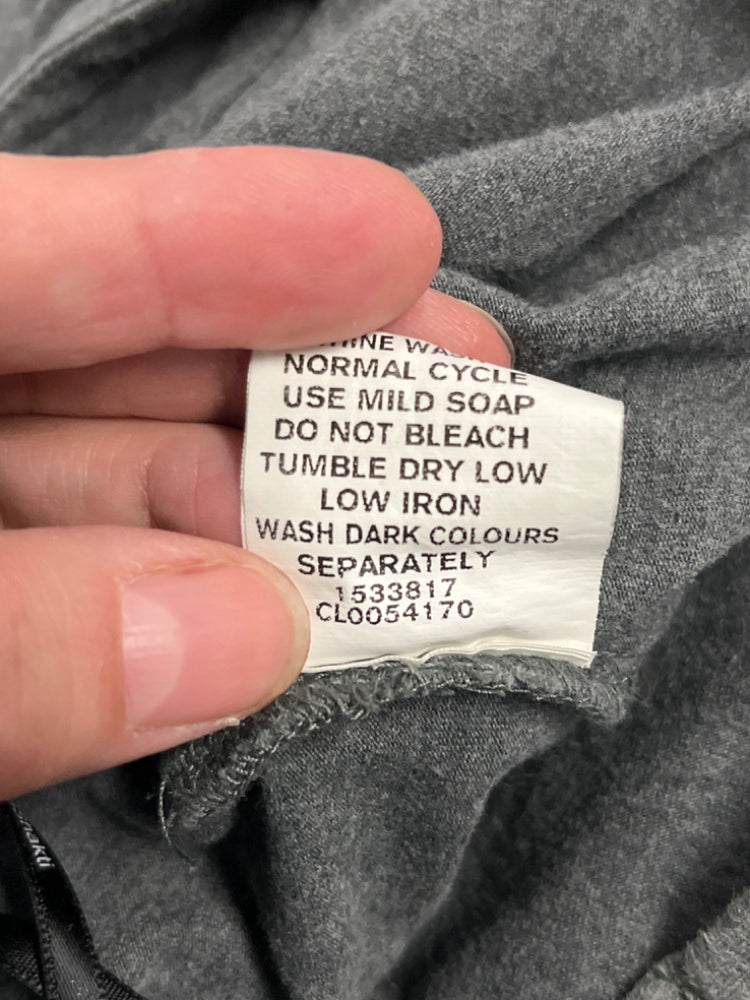 NORMAL CYCLE
USE MILD SOAP
DO NOT BLEACH
TUMBLE DRY LOW
LOW IRON
WASH DARK COLOURS
SEPARATELY
1533817
CL0054170